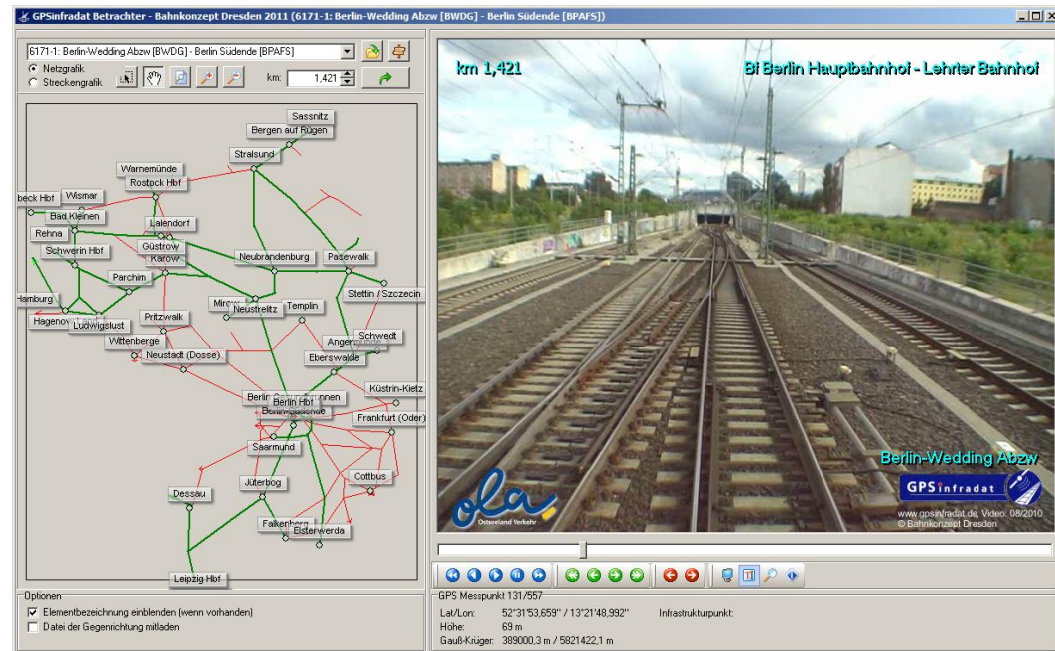 GPSinfradat Betrachter - Bahnkonzept Dresden 2011 (6171-1: Berlin-Wedding Abzw [BWDG] - Berlin Südende [BPAFS])
6171-1: Berlin-Wedding Abzw [BWDG] - Berlin Südende [BPAFS]
Netzgrafik
Streckengrafik
km:
1,421
Sassnitz
Bergen auf Rügen
Stralsund
Warnemünde
Rostock Hbf
beck Hbf
Wismar
Bad Kleinen
Lalendorf
Rehna
Güstrow
Schwerin Hbf
Karow
Neubrandenburg
Pasewalk
Parchim
Stettin / Szczecin
Hamburg
Mirow
Templin
Neustrelitz
Hagenow
Ludwigslust
Pritzwalk
Schwedt
Wittenberge
Neustadt (Dosse)
Eberswalde
Küstrin-Kietz
Berlin
Berlin Hbf
Frankfurt (Oder)
Saarmund
Cottbus
Jüterbog
Dessau
Falkenberg
Elsterwerda
Leipzig Hbf
Optionen
Elementbezeichnung einblenden (wenn vorhanden)
Datei der Gegenrichtung mitladen
km 1,421
Bf Berlin Hauptbahnhof - Lehrter Bahnhof
Berlin-Wedding Abzw
ola
Ostseeland Verkehr
GPSinfradat
www.gpsinfradat.de, Video: 08/2010
© Bahnkonzept Dresden
GPS Messpunkt 131/557
Lat/Lon: 52°31'53,659" / 13°21'48,992" Infrastrukturpunkt:
Höhe: 69 m
Gauß-Krüger: 389000,3 m / 5821422,1 m